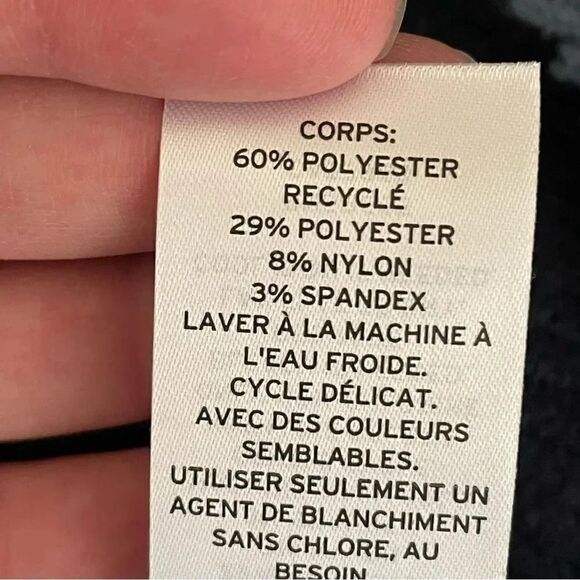 CORPS:
60% POLYESTER
RECYCLÉ
29% POLYESTER
8% NYLON
3% SPANDEX
LAVER À LA MACHINE À
L'EAU FROIDE.
CYCLE DÉLICAT.
AVEC DES COULEURS
SEMBLABLES.
UTILISER SEULEMENT UN
AGENT DE BLANCHIMENT
SANS CHLORE, AU
BESOIN